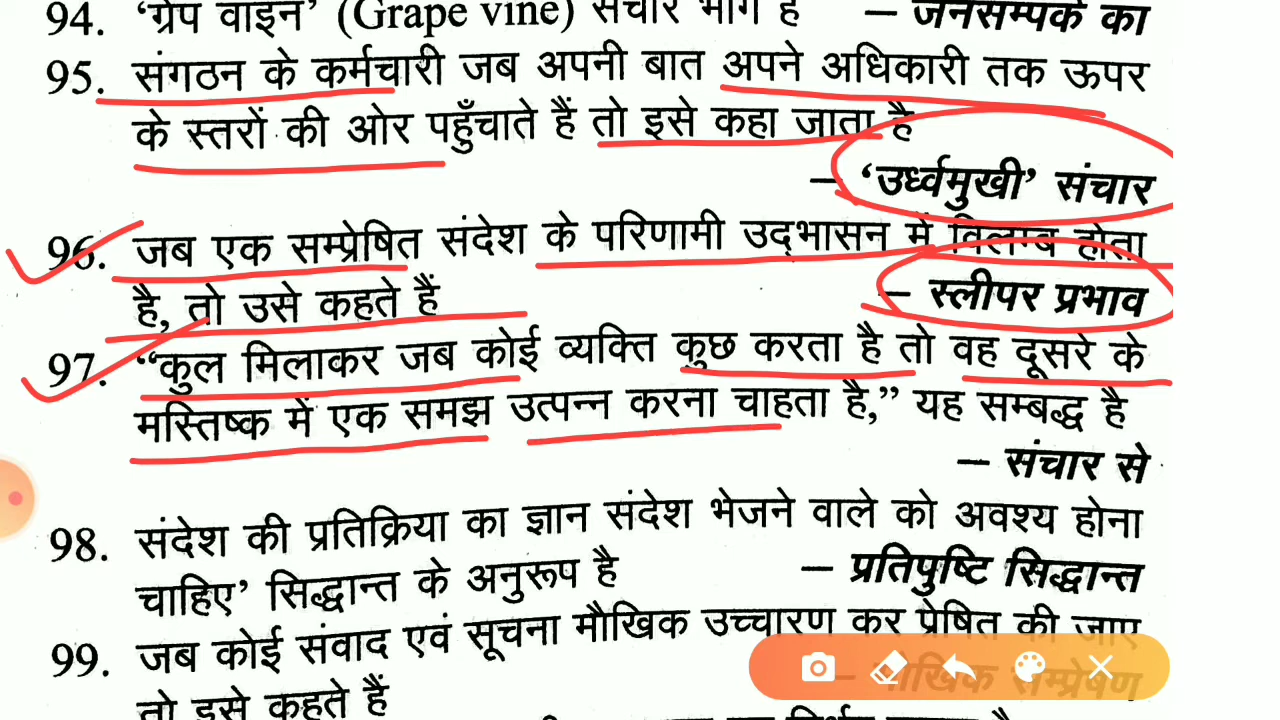 94. ‘ग्रेप वाइन’ (Grape vine) संचार भाग है – जनसम्पर्क का
95. संगठन के कर्मचारी जब अपनी बात अपने अधिकारी तक ऊपर
के स्तरों की ओर पहुँचाते हैं तो इसे कहा जाता है
– ‘उर्ध्वमुखी’ संचार
96. जब एक सम्प्रेषित संदेश के परिणामी उद्भासन में विलम्ब होता
है, तो उसे कहते हैं – स्लीपर प्रभाव
97. “कुल मिलाकर जब कोई व्यक्ति कुछ करता है तो वह दूसरे के
मस्तिष्क में एक समझ उत्पन्न करना चाहता है,” यह सम्बद्ध है
– संचार से
98. संदेश की प्रतिक्रिया का ज्ञान संदेश भेजने वाले को अवश्य होना
चाहिए’ सिद्धान्त के अनुरूप है – प्रतिपुष्टि सिद्धान्त
99. जब कोई संवाद एवं सूचना मौखिक उच्चारण कर प्रेषित की जाए
तो इसे कहते हैं – मौखिक सम्प्रेषण